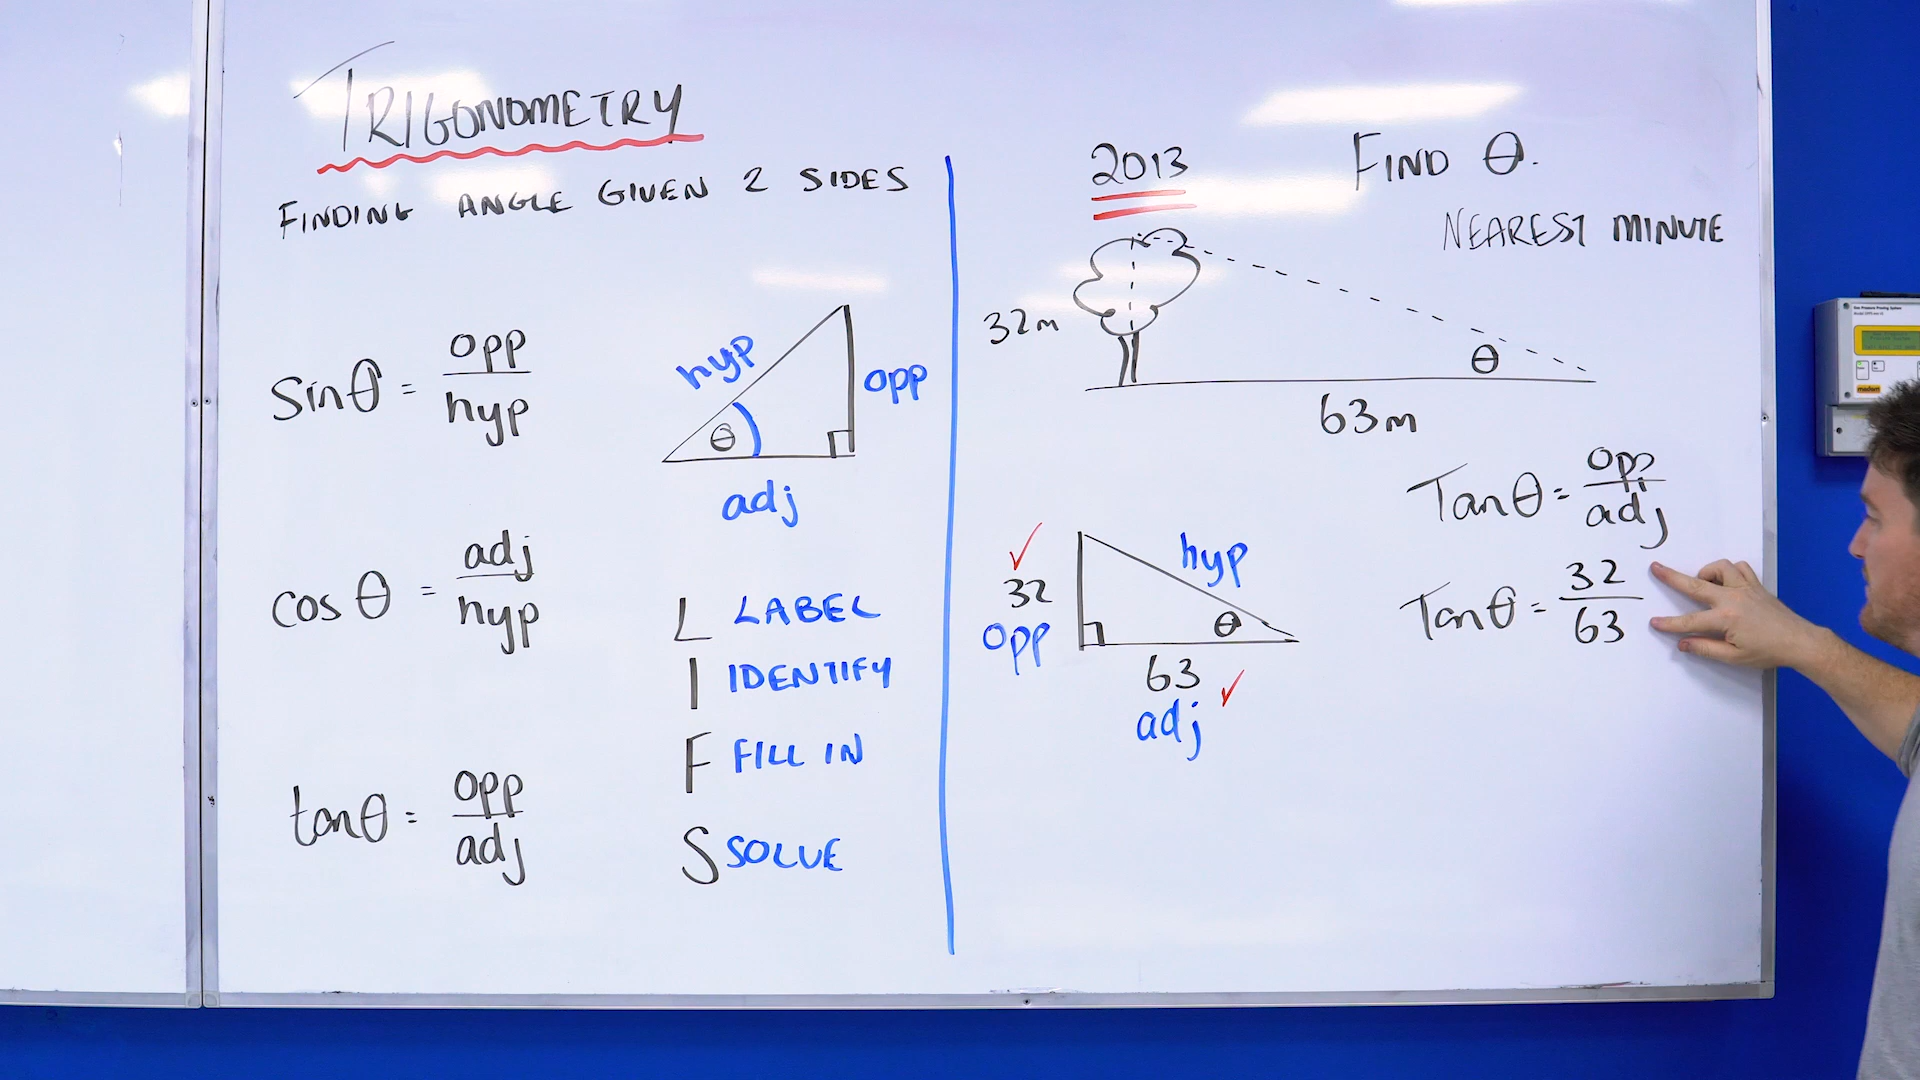 TRIGONOMETRY
FINDING ANGLE GIVEN 2 SIDES
sinθ = opp/hyp
cosθ = adj/hyp
tanθ = opp/adj
hyp
opp
θ
adj
L LABEL
I IDENTIFY
F FILL IN
S SOLVE
2013
FIND θ.
NEAREST MINUTE
32m
θ
63m
✓
32
opp
hyp
θ
63
adj ✓
Tanθ = opp/adj
Tanθ = 32/63